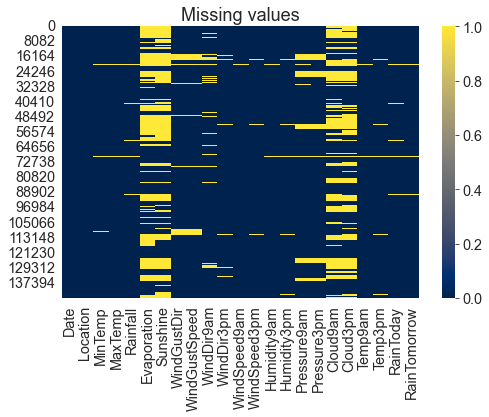 Missing values
0
8082
16164
24246
32328
40410
48492
56574
64656
72738
80820
88902
96984
105066
113148
121230
129312
137394
1.0
0.8
0.6
0.4
0.2
0.0
Date
Location
MinTemp
MaxTemp
Rainfall
Evaporation
Sunshine
WindGustDir
WindGustSpeed
WindDir9am
WindDir3pm
WindSpeed9am
WindSpeed3pm
Humidity9am
Humidity3pm
Pressure9am
Pressure3pm
Cloud9am
Cloud3pm
Temp9am
Temp3pm
RainToday
RainTomorrow